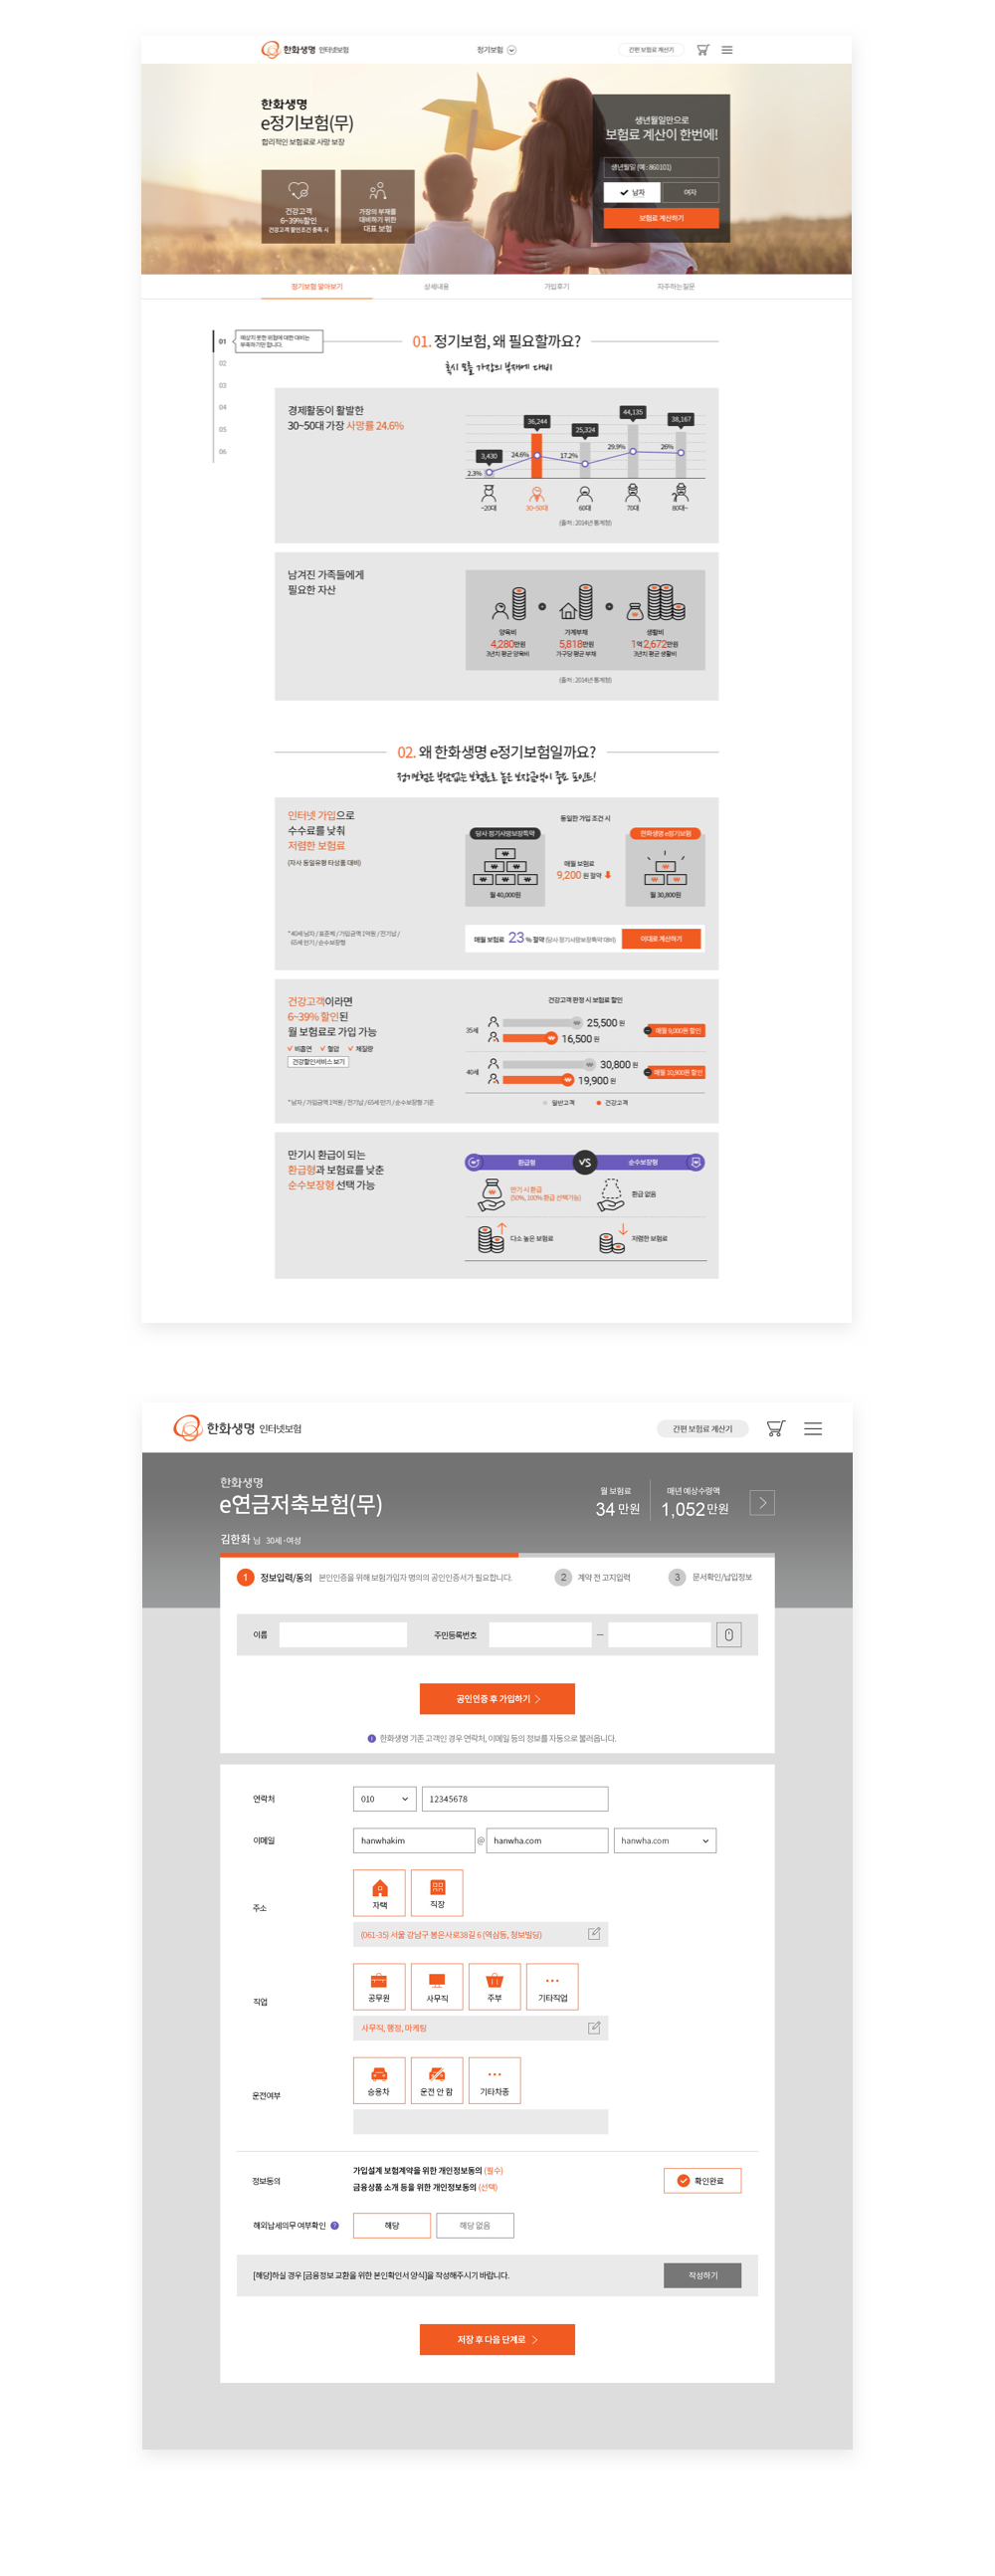 한화생명 인터넷보험
정기보험
간편 보험료 계산기
한화생명
e정기보험(무)
합리적인 보험료로 사망 보장
건강고객
6~39%할인
건강고객 할인조건 충족 시
가장의 부재를
대비하기 위한
대표 보험
생년월일만으로
보험료 계산이 한번에!
생년월일 (예 : 860101)
남자
여자
보험료 계산하기
정기보험 알아보기
상세내용
가입후기
자주하는질문
01
예상치 못한 위험에 대한 대비는
부족하기만 합니다.
02
03
04
05
06
01. 정기보험, 왜 필요할까요?
혹시 모를 가장의 부재에 대비
경제활동이 활발한
30~50대 가장 사망률 24.6%
3,430
36,244
25,324
44,135
38,167
2.3%
24.6%
17.2%
29.9%
26%
~20대
30~50대
60대
70대
80대~
(출처 : 2014년 통계청)
남겨진 가족들에게
필요한 자산
양육비
4,280만원
3년치 평균 양육비
가계부채
5,818만원
가구당 평균 부채
생활비
1억 2,672만원
3년치 평균 생활비
(출처 : 2014년 통계청)
02. 왜 한화생명 e정기보험일까요?
정기보험은 부담없는 보험료로 높은 보장금액이 중요 포인트!
인터넷 가입으로
수수료를 낮춰
저렴한 보험료
(자사 동일유형 타상품 대비)
*40세 남자 / 표준체 / 가입금액 1억원 / 전기납 /
65세 만기 / 순수보장형
동일한 가입 조건 시
당사 정기사망보장특약
월 40,000원
매월 보험료
9,200 원 절약
한화생명 e정기보험
월 30,800원
매월 보험료 23 % 절약 (당사 정기사망보장특약 대비)
이대로 계산하기
건강고객이라면
6~39% 할인된
월 보험료로 가입 가능
비흡연
혈압
체질량
건강할인서비스 보기
*남자 / 가입금액 1억원 / 전기납 / 65세 만기 / 순수보장형 기준
건강고객 판정 시 보험료 할인
35세
25,500 원
16,500 원
매월 9,000원 할인
40세
30,800 원
19,900 원
매월 10,900원 할인
일반고객
건강고객
만기시 환급이 되는
환급형과 보험료를 낮춘
순수보장형 선택 가능
환급형
VS
순수보장형
만기 시 환급
(50%, 100% 환급 선택가능)
환급 없음
다소 높은 보험료
저렴한 보험료
한화생명 인터넷보험
간편 보험료 계산기
한화생명
e연금저축보험(무)
김한화 님 30세·여성
월 보험료
34 만원
매년 예상수령액
1,052 만원
1 정보입력/동의 본인인증을 위해 보험가입자 명의의 공인인증서가 필요합니다.
2 계약 전 고지입력
3 문서확인/납입정보
이름
주민등록번호
공인인증 후 가입하기
한화생명 기존 고객인 경우 연락처, 이메일 등의 정보를 자동으로 불러옵니다.
연락처
010
12345678
이메일
hanwhakim
@
hanwha.com
hanwha.com
주소
자택
직장
(061-35) 서울 강남구 봉은사로38길 6 (역삼동, 정보빌딩)
직업
공무원
사무직
주부
기타직업
사무직, 행정, 마케팅
운전여부
승용차
운전 안 함
기타차종
정보동의
가입설계 보험계약을 위한 개인정보동의 (필수)
금융상품 소개 등을 위한 개인정보동의 (선택)
확인완료
해외납세의무 여부확인 ?
해당
해당 없음
[해당]하실 경우 [금융정보 교환을 위한 본인확인서 양식]을 작성해주시기 바랍니다.
작성하기
저장 후 다음 단계로